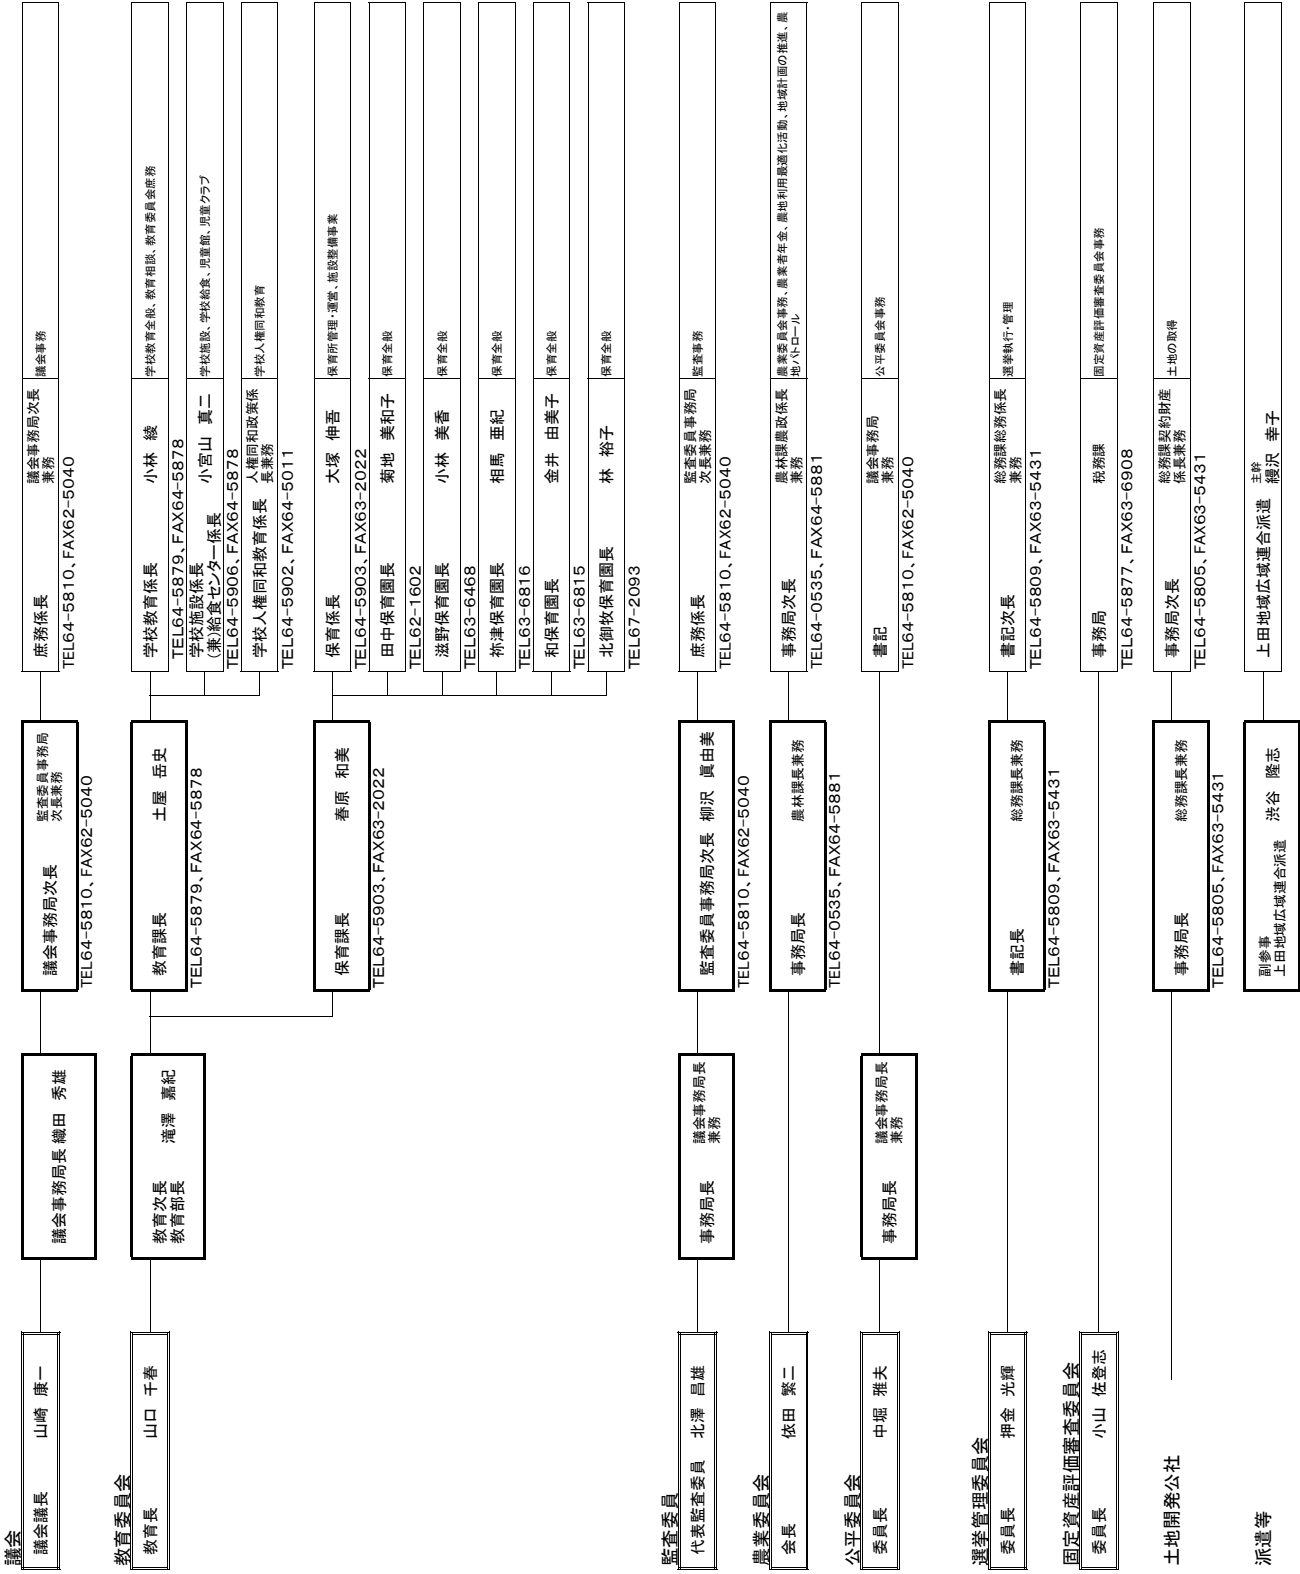 議会
議会議長　山崎　康一
議会事務局長 織田　秀雄
議会事務局次長　監査委員事務局
次長兼務
TEL64-5810、FAX62-5040
庶務係長　議会事務局次長
兼務
議会事務
TEL64-5810、FAX62-5040
教育委員会
教育長　山口　千春
教育次長
教育部長　滝澤　嘉紀
教育課長　土屋　岳史
TEL64-5879、FAX64-5878
学校教育係長　小林　綾
学校教育全般、教育相談、教育委員会庶務
TEL64-5879、FAX64-5878
学校施設係長
（兼）給食センター係長　小宮山　真二
学校施設、学校給食、児童館、児童クラブ
TEL64-5906、FAX64-5878
学校人権同和教育係長　人権同和政策係
長兼務
学校人権同和教育
TEL64-5902、FAX64-5011
保育課長　春原　和美
TEL64-5903、FAX63-2022
保育係長　大塚　伸吾
保育所管理・運営、施設整備事業
TEL64-5903、FAX63-2022
田中保育園長　菊地　美和子
保育全般
TEL62-1602
滋野保育園長　小林　美香
保育全般
TEL63-6468
祢津保育園長　相馬　亜紀
保育全般
TEL63-6816
和保育園長　金井　由美子
保育全般
TEL63-6815
北御牧保育園長　林　裕子
保育全般
TEL67-2093
監査委員
代表監査委員　北澤　昌雄
事務局長　議会事務局長
兼務
監査委員事務局次長　柳沢　眞由美
TEL64-5810、FAX62-5040
庶務係長　監査委員事務局
次長兼務
監査事務
TEL64-5810、FAX62-5040
農業委員会
会長　依田　繁二
事務局長　農林課長兼務
TEL64-0535、FAX64-5881
事務局次長　農林課農政係長
兼務
農業委員会事務、農業者年金、農地利用最適化活動、地域計画の推進、農
地パトロール
TEL64-0535、FAX64-5881
公平委員会
委員長　中堀　雅夫
事務局長　議会事務局長
兼務
書記　議会事務局
兼務
公平委員会事務
TEL64-5810、FAX62-5040
選挙管理委員会
委員長　押金　光輝
書記長　総務課長兼務
TEL64-5809、FAX63-5431
書記次長　総務課総務係長
兼務
選挙執行・管理
TEL64-5809、FAX63-5431
固定資産評価審査委員会
委員長　小山　佐登志
事務局　税務課
固定資産評価審査委員会事務
TEL64-5877、FAX63-6908
土地開発公社
事務局長　総務課長兼務
TEL64-5805、FAX63-5431
事務局次長　総務課契約財産
係長兼務
土地の取得
TEL64-5805、FAX63-5431
派遣等
副参事
上田地域広域連合派遣　渋谷　隆志
上田地域広域連合派遣　主幹
縵沢　幸子